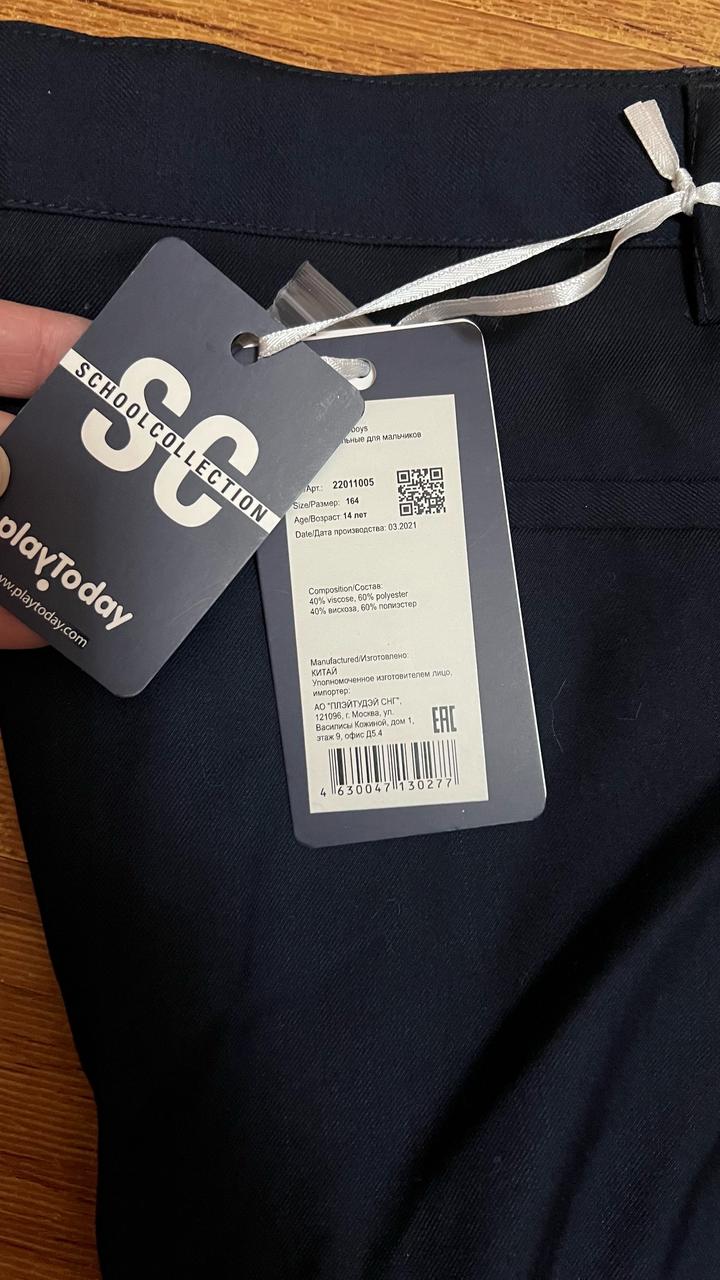 SC
SCHOOLCOLLECTION
playToday
www.playtoday.com
boys
для мальчиков
Арт.: 22011005
Size/Размер: 164
Age/Возраст 14 лет
Date/Дата производства: 03.2021
Composition/Состав:
40% viscose, 60% polyester
40% вискоза, 60% полиэстер
Manufactured/Изготовлено:
КИТАЙ
Уполномоченное изготовителем лицо,
импортер:
АО "ПЛЭЙТУДЭЙ СНГ",
121096, г. Москва, ул.
Василисы Кожиной, дом 1,
этаж 9, офис Д5.4
EAC
4 630047 130277